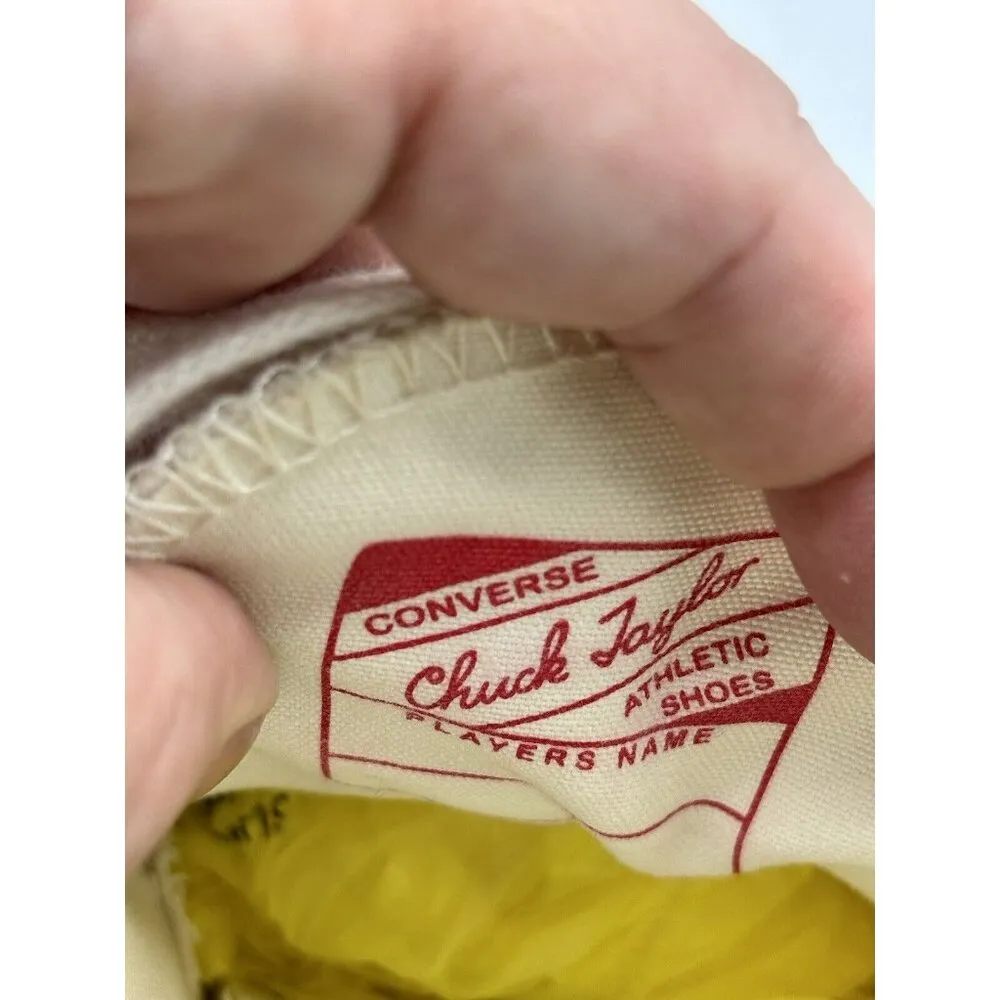 CONVERSE
Chuck Taylor
ATHLETIC
SHOES
PLAYERS NAME